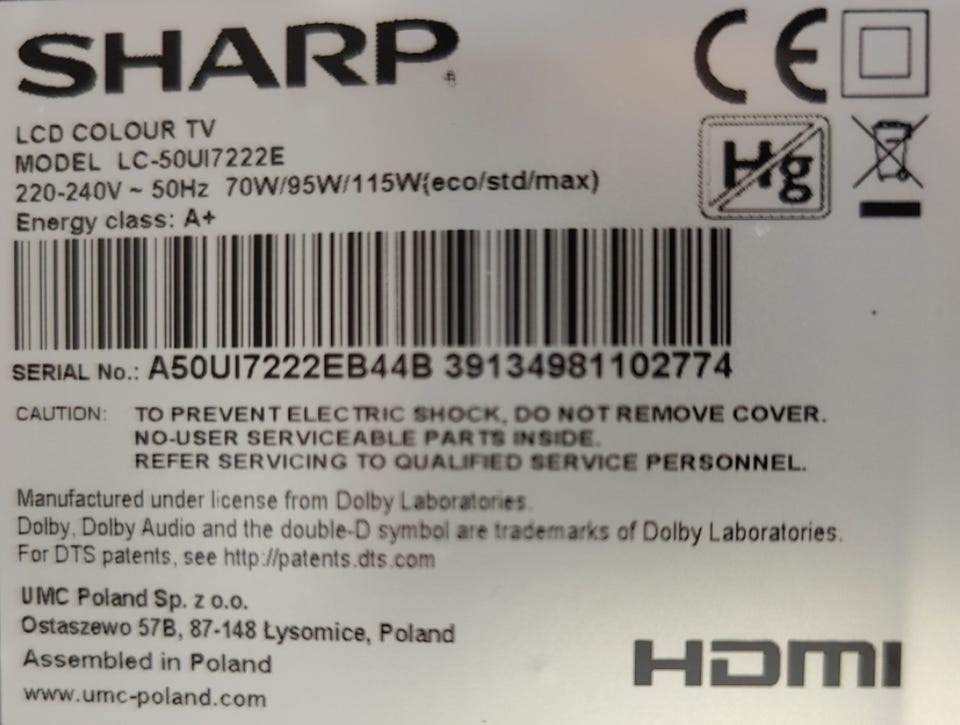 SHARP
CE
LCD COLOUR TV
MODEL LC-50UI7222E
Hg
220-240V ~ 50Hz 70W/95W/115W(eco/std/max)
Energy class: A+
SERIAL No.: A50UI7222EB44B 39134981102774
CAUTION: TO PREVENT ELECTRIC SHOCK, DO NOT REMOVE COVER.
NO-USER SERVICEABLE PARTS INSIDE.
REFER SERVICING TO QUALIFIED SERVICE PERSONNEL.
Manufactured under license from Dolby Laboratories.
Dolby, Dolby Audio and the double-D symbol are trademarks of Dolby Laboratories.
For DTS patents, see http://patents.dts.com
UMC Poland Sp. z o.o.
Ostaszewo 57B, 87-148 Łysomice, Poland
Assembled in Poland
www.umc-poland.com
HDMI